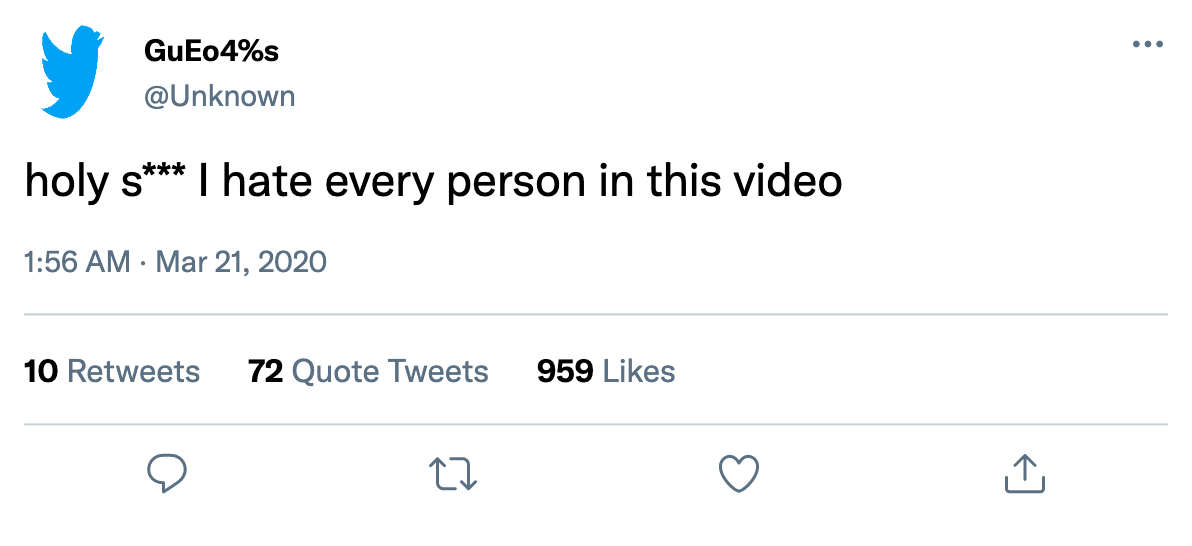 GuEo4%s
@Unknown
holy s*** I hate every person in this video
1:56 AM · Mar 21, 2020
10 Retweets 72 Quote Tweets 959 Likes